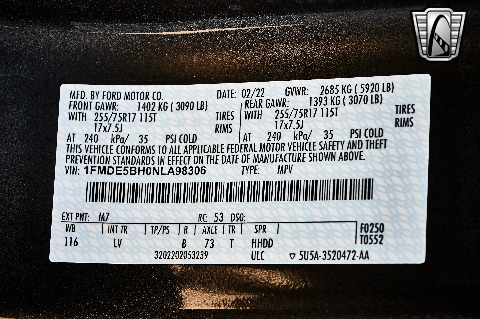 MFD. BY FORD MOTOR CO. DATE: 02/22 GVWR: 2685 KG ( 5920 LB)
FRONT GAWR: 1402 KG ( 3090 LB) REAR GAWR: 1393 KG ( 3070 LB)
WITH 255/75R17 115T TIRES WITH 255/75R17 115T TIRES
17x7.5J RIMS 17x7.5J RIMS
AT 240 kPa/ 35 PSI COLD AT 240 kPa/ 35 PSI COLD
THIS VEHICLE CONFORMS TO ALL APPLICABLE FEDERAL MOTOR VEHICLE SAFETY AND THEFT
PREVENTION STANDARDS IN EFFECT ON THE DATE OF MANUFACTURE SHOWN ABOVE.
VIN: 1FMDE5BH0NLA98306 TYPE: MPV
EXT PNT: M7 RC: 53 DSO:
WB INT TR TP/PS R AXLE TR SPR F0250
116 LV B 73 T HHDD T0552
3202202053239 ULC ▽ 5U5A-3520472-AA